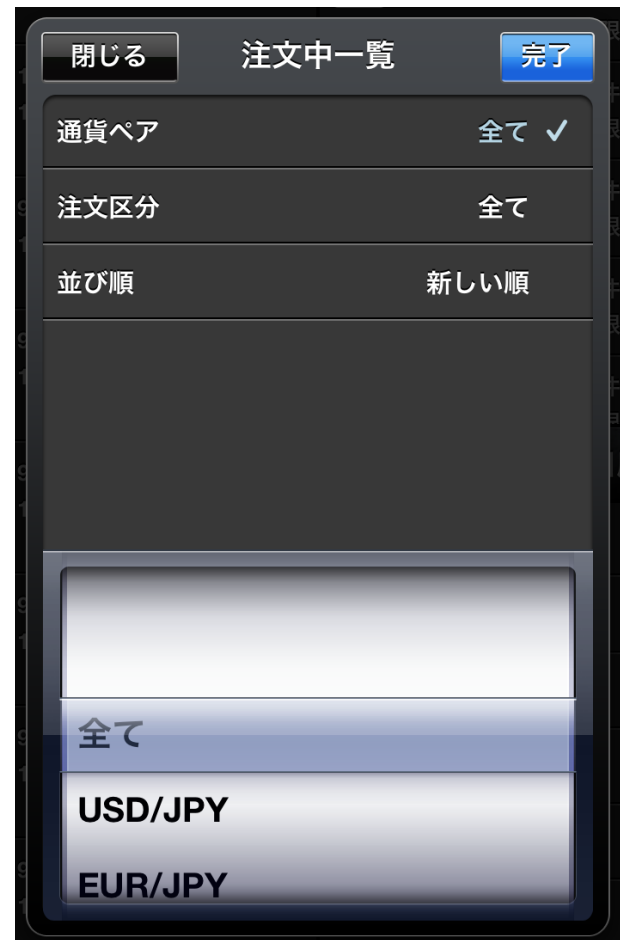 閉じる 注文中一覧 完了
通貨ペア 全て ✓
注文区分 全て
並び順 新しい順
全て
USD/JPY
EUR/JPY